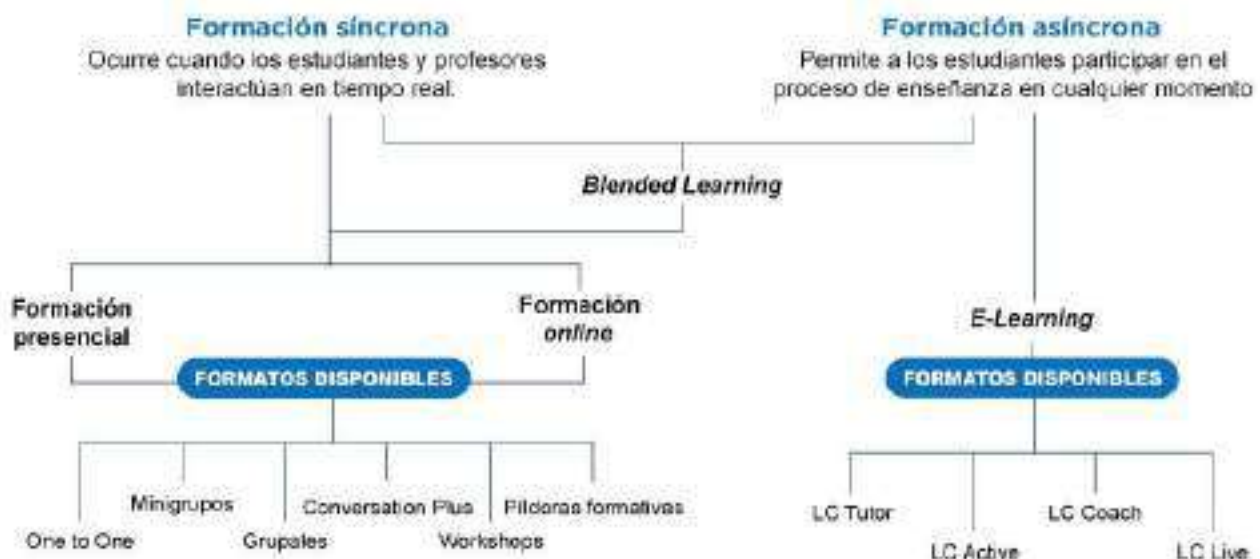 Formación síncrona
Ocurre cuando los estudiantes y profesores
interactúan en tiempo real.
Formación asíncrona
Permite a los estudiantes participar en el
proceso de enseñanza en cualquier momento
Blended Learning
Formación
presencial
Formación
online
E-Learning
FORMATOS DISPONIBLES
FORMATOS DISPONIBLES
One to One
Minigrupos
Grupales
Conversation Plus
Workshops
Píldoras formativas
LC Tutor
LC Active
LC Coach
LC Live